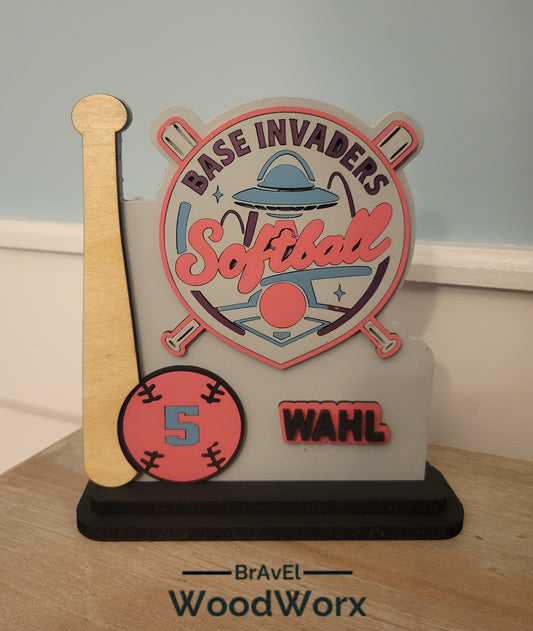 BASE INVADERS
Softball
5
WAHL
BrAvEl
WoodWorx